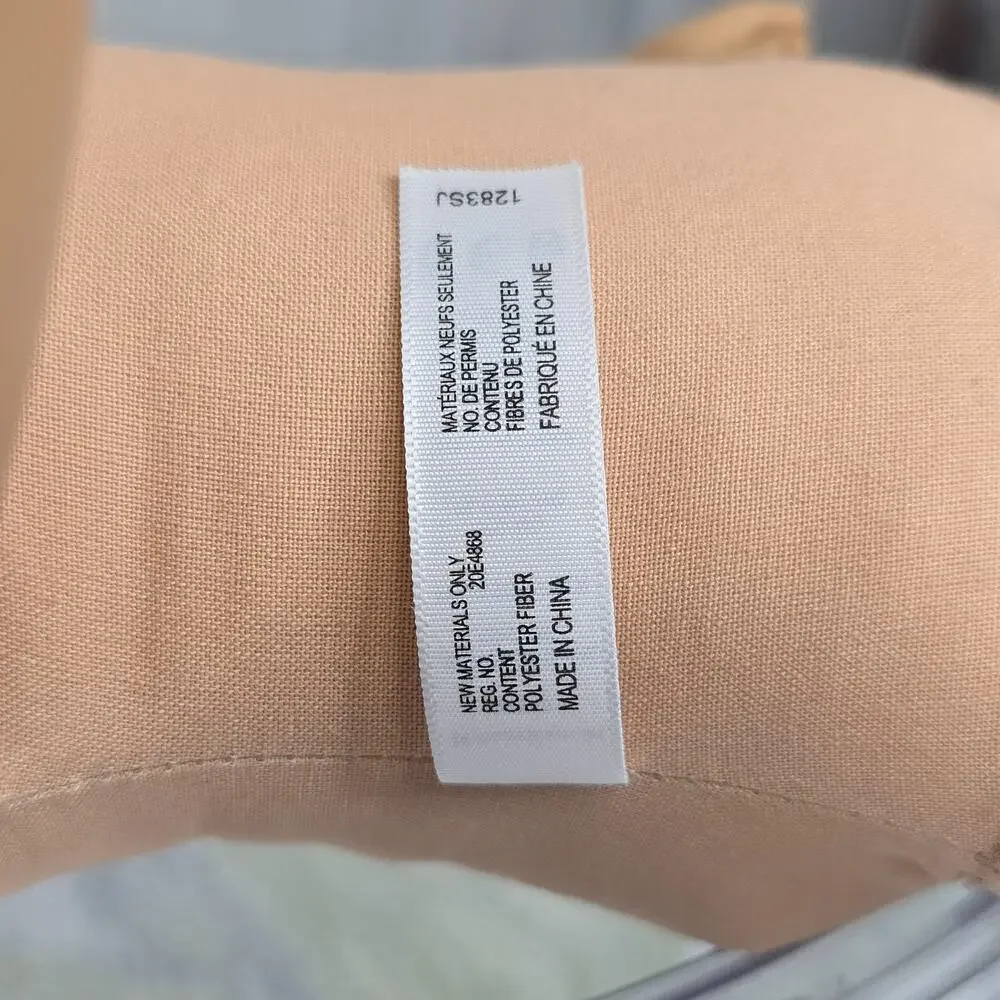 1283SJ
MATÉRIAUX NEUFS SEULEMENT
NO. DE PERMIS
CONTENU
FIBRES DE POLYESTER
FABRIQUÉ EN CHINE
NEW MATERIALS ONLY
REG. NO. 20E4868
CONTENT
POLYESTER FIBER
MADE IN CHINA